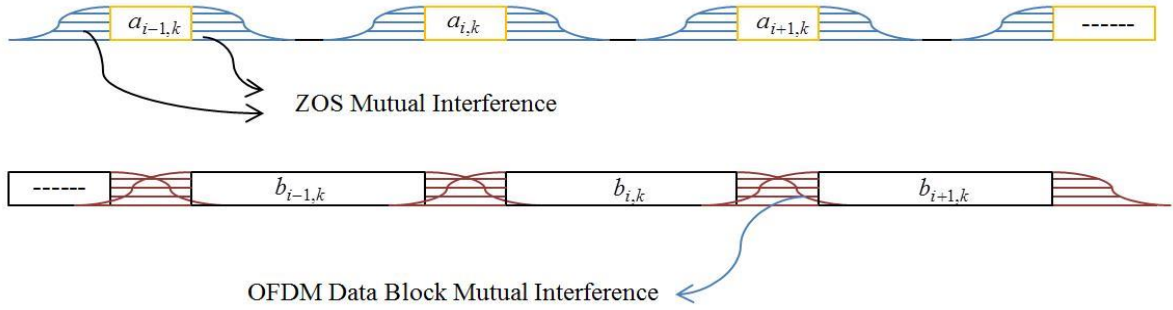 a_{i-1,k} a_{i,k} a_{i+1,k} ------
ZOS Mutual Interference
------ b_{i-1,k} b_{i,k} b_{i+1,k}
OFDM Data Block Mutual Interference